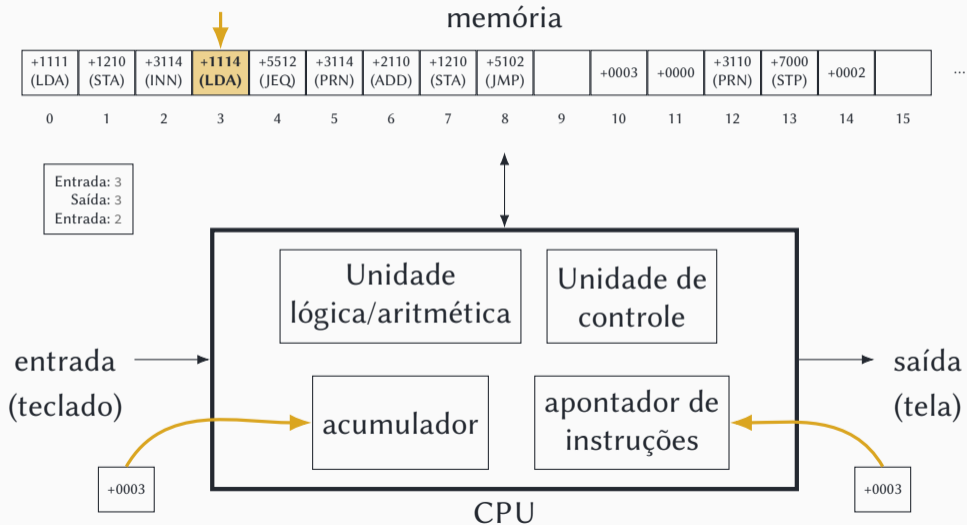 memória
+1111 +1210 +3114 +1114 +5512 +3114 +2110 +1210 +5102 +0003 +0000 +3110 +7000 +0002 ...
(LDA) (STA) (INN) (LDA) (JEQ) (PRN) (ADD) (STA) (JMP) (PRN) (STP)
0 1 2 3 4 5 6 7 8 9 10 11 12 13 14 15
Entrada: 3
Saída: 3
Entrada: 2
Unidade
lógica/aritmética
Unidade de
controle
entrada
(teclado)
saída
(tela)
acumulador
apontador de
instruções
+0003
+0003
CPU